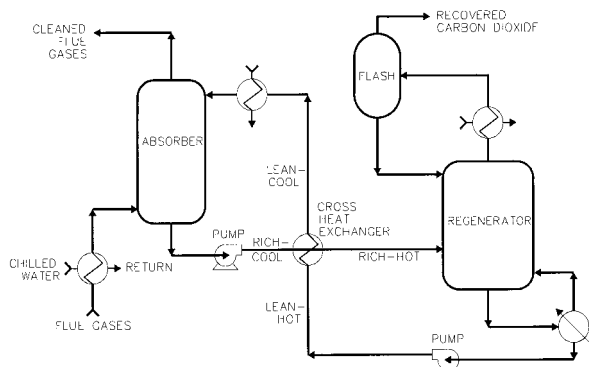 CLEANED
FLUE
GASES
RECOVERED
CARBON DIOXIDE
FLASH
ABSORBER
LEAN-
COOL
CROSS
HEAT
EXCHANGER
REGENERATOR
PUMP
RICH-
COOL
RICH-HOT
CHILLED
WATER
RETURN
FLUE GASES
LEAN-
HOT
PUMP